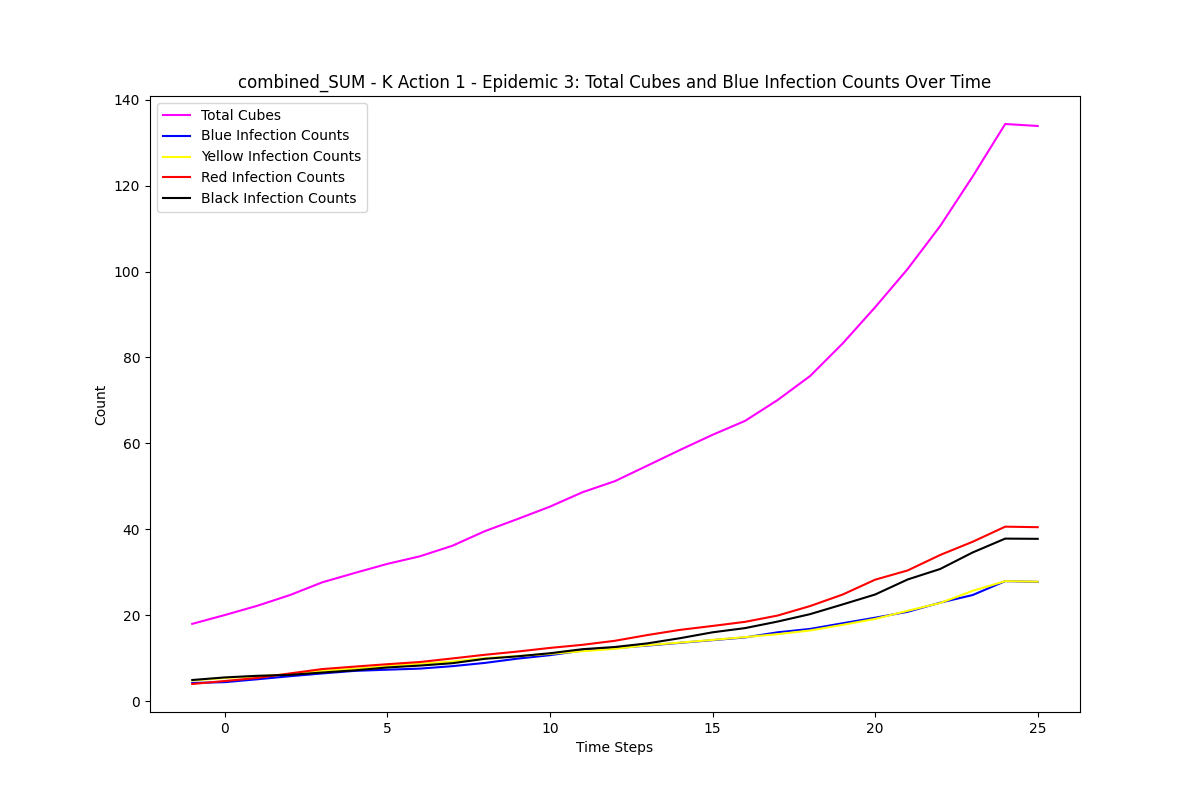 combined_SUM - K Action 1 - Epidemic 3: Total Cubes and Blue Infection Counts Over Time
Total Cubes
Blue Infection Counts
Yellow Infection Counts
Red Infection Counts
Black Infection Counts
140
120
100
80
60
40
20
0
Count
0 5 10 15 20 25
Time Steps